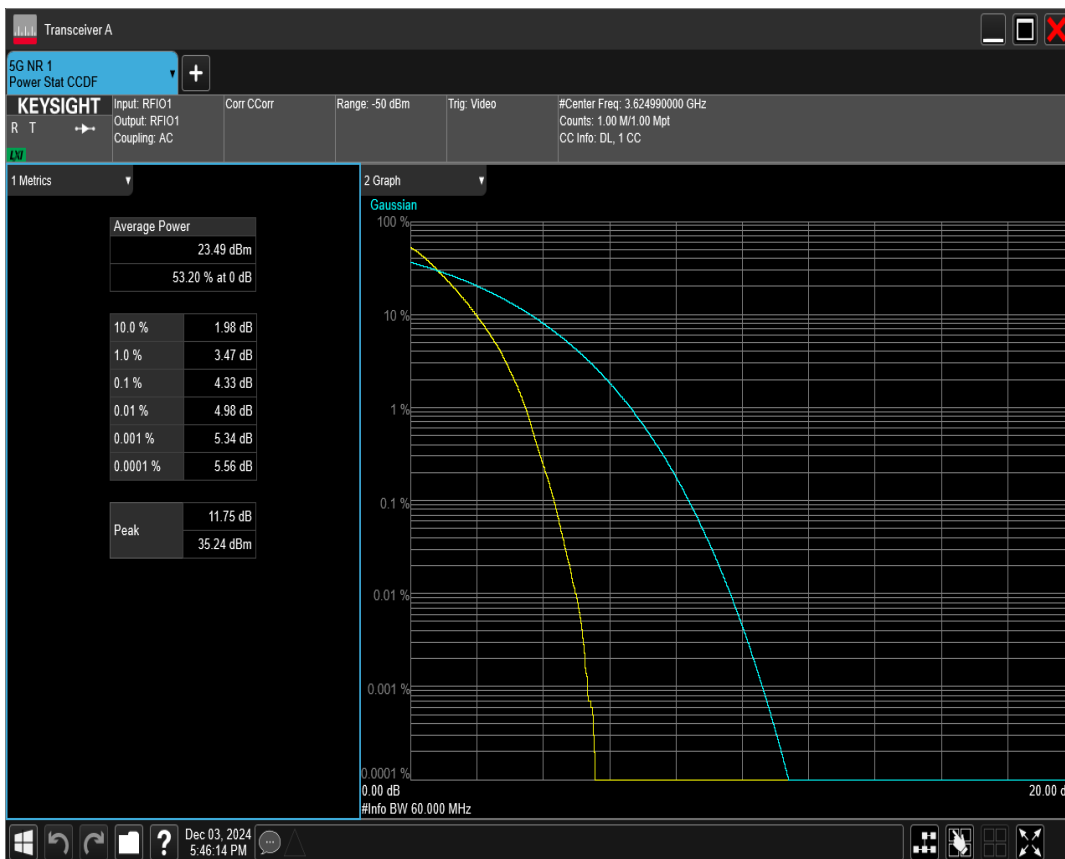 Transceiver A
5G NR 1
Power Stat CCDF
KEYSIGHT
R T
LXI
Input: RFIO1
Output: RFIO1
Coupling: AC
Corr CCorr
Range: -50 dBm
Trig: Video
#Center Freq: 3.624990000 GHz
Counts: 1.00 M/1.00 Mpt
CC Info: DL, 1 CC
1 Metrics
Average Power
23.49 dBm
53.20 % at 0 dB
10.0 % 1.98 dB
1.0 % 3.47 dB
0.1 % 4.33 dB
0.01 % 4.98 dB
0.001 % 5.34 dB
0.0001 % 5.56 dB
Peak 11.75 dB
35.24 dBm
2 Graph
Gaussian
100 %
10 %
1 %
0.1 %
0.01 %
0.001 %
0.0001 %
0.00 dB 20.00 d
#Info BW 60.000 MHz
? Dec 03, 2024
5:46:14 PM